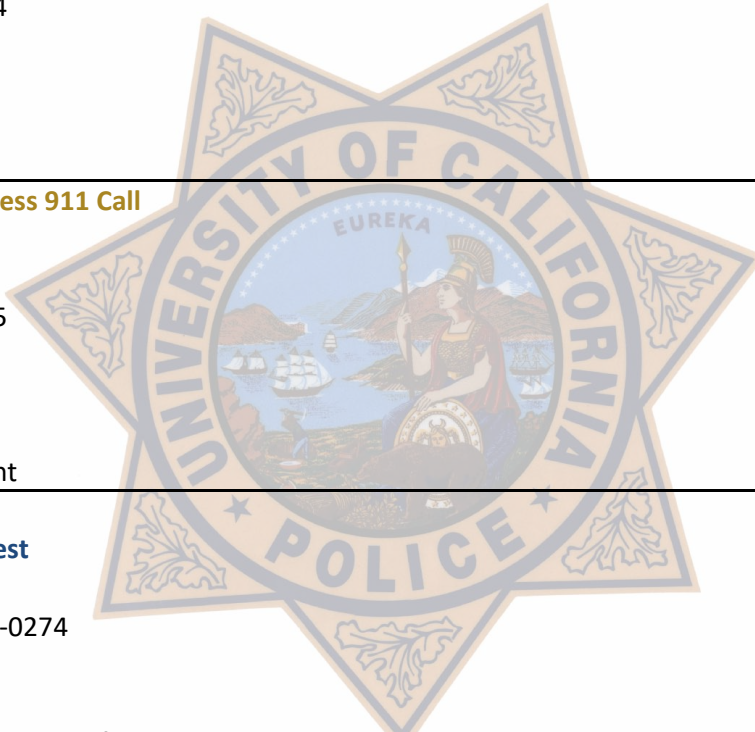 4
ess 911 Call
5
nt
est
-0274
UNIVERSITY OF CALIFORNIA
EUREKA
POLICE